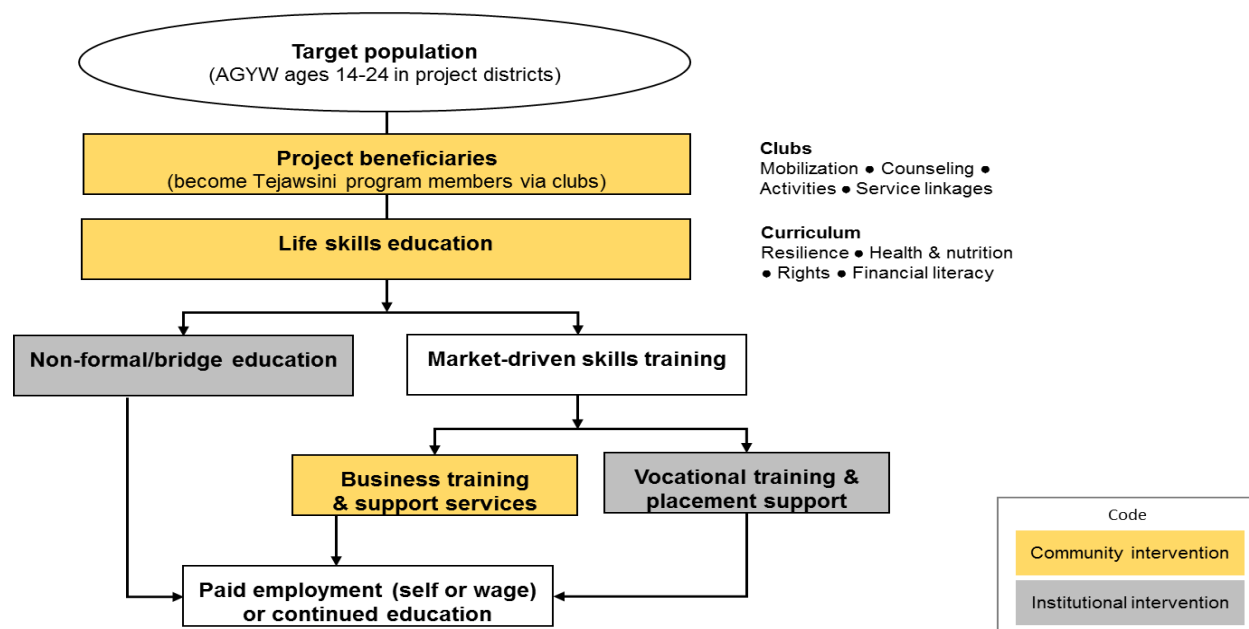 Target population
(AGYW ages 14-24 in project districts)
Project beneficiaries
(become Tejawsini program members via clubs)
Clubs
Mobilization ● Counseling ●
Activities ● Service linkages
Life skills education
Curriculum
Resilience ● Health & nutrition
● Rights ● Financial literacy
Non-formal/bridge education
Market-driven skills training
Business training
& support services
Vocational training &
placement support
Paid employment (self or wage)
or continued education
Code
Community intervention
Institutional intervention